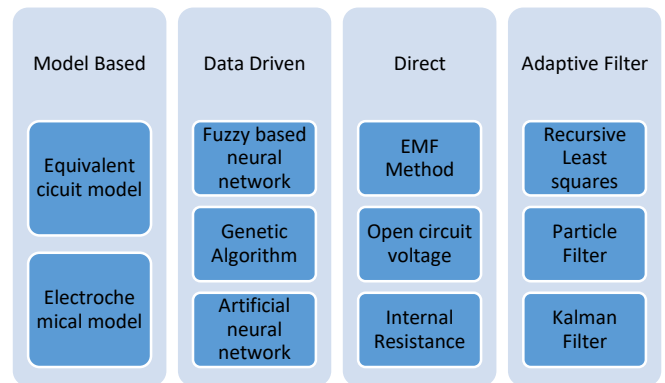 Model Based
Equivalent
cicuit model
Electroche
mical model
Data Driven
Fuzzy based
neural
network
Genetic
Algorithm
Artificial
neural
network
Direct
EMF
Method
Open circuit
voltage
Internal
Resistance
Adaptive Filter
Recursive
Least
squares
Particle
Filter
Kalman
Filter